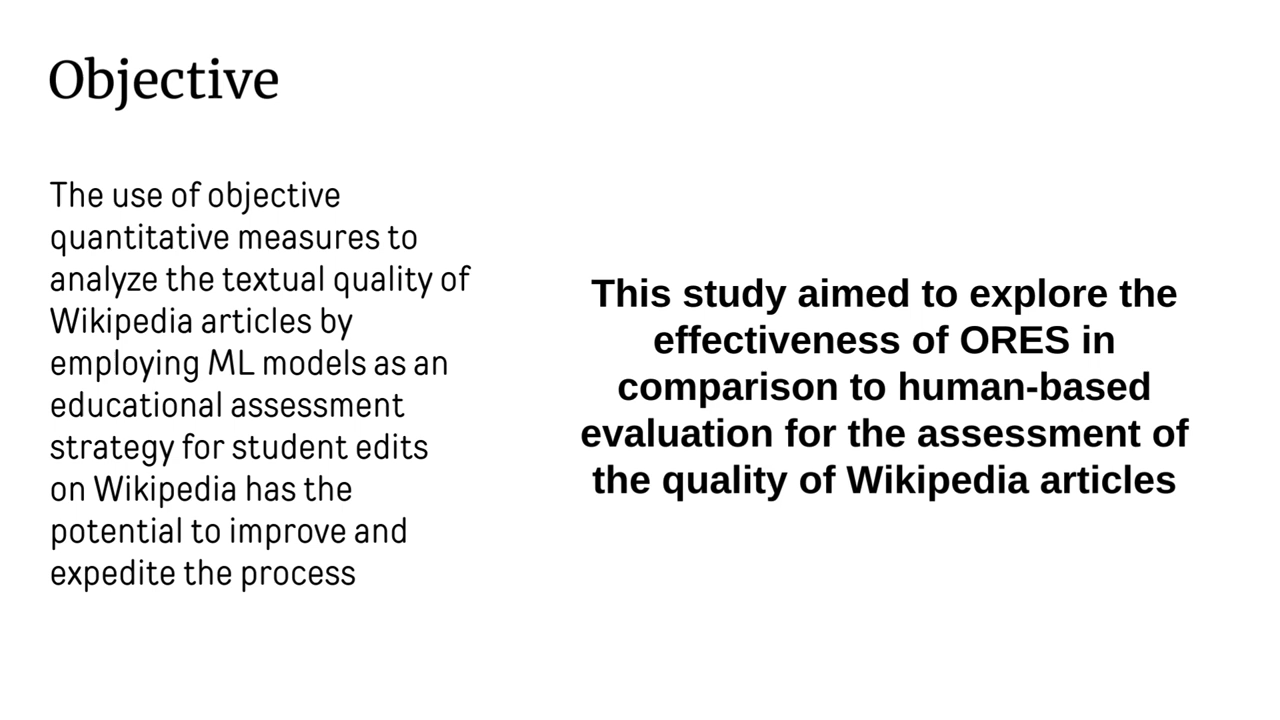 Objective
The use of objective
quantitative measures to
analyze the textual quality of
Wikipedia articles by
employing ML models as an
educational assessment
strategy for student edits
on Wikipedia has the
potential to improve and
expedite the process
This study aimed to explore the
effectiveness of ORES in
comparison to human-based
evaluation for the assessment of
the quality of Wikipedia articles